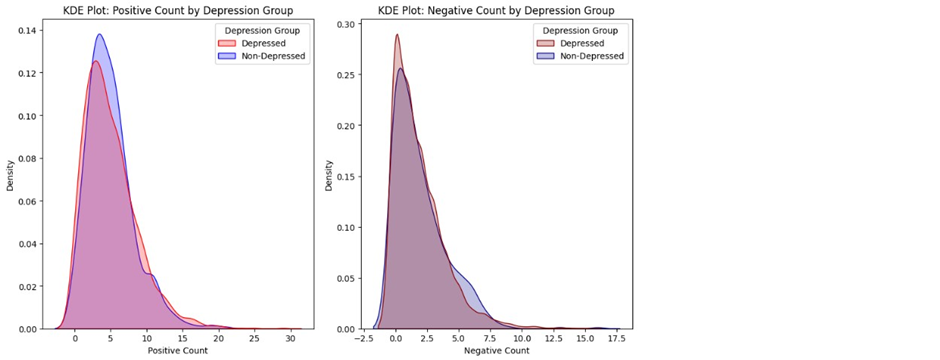 KDE Plot: Positive Count by Depression Group
Depression Group
Depressed
Non-Depressed
Density
0.14
0.12
0.10
0.08
0.06
0.04
0.02
0.00
0 5 10 15 20 25 30
Positive Count
KDE Plot: Negative Count by Depression Group
Depression Group
Depressed
Non-Depressed
Density
0.30
0.25
0.20
0.15
0.10
0.05
0.00
−2.5 0.0 2.5 5.0 7.5 10.0 12.5 15.0 17.5
Negative Count